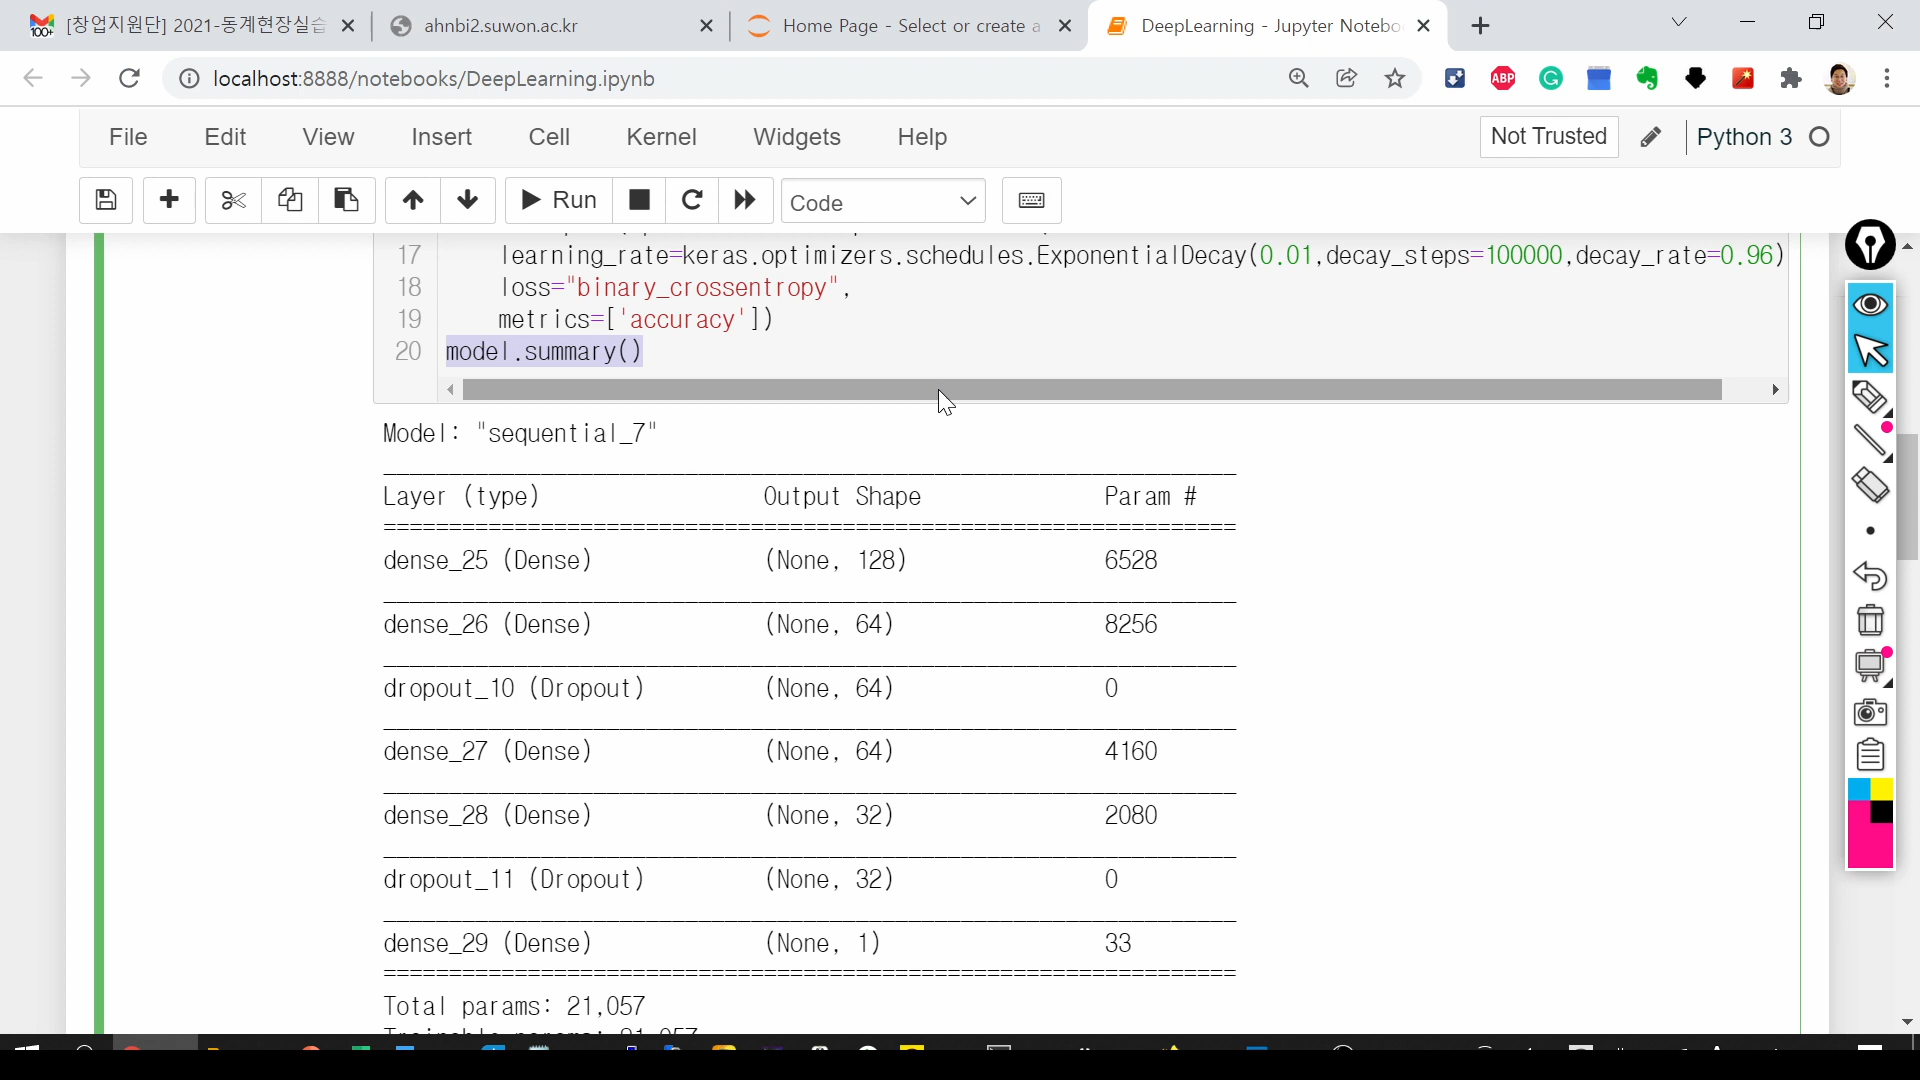 [창업지원단] 2021-동계현장실습
ahnbi2.suwon.ac.kr
Home Page - Select or create a
DeepLearning - Jupyter Notebo
localhost:8888/notebooks/DeepLearning.ipynb
ABP
File Edit View Insert Cell Kernel Widgets Help
Not Trusted
Python 3
Run
Code
17 learning_rate=keras.optimizers.schedules.ExponentialDecay(0.01,decay_steps=100000,decay_rate=0.96)
18 loss="binary_crossentropy",
19 metrics=['accuracy'])
20 model.summary()
Model: "sequential_7"
Layer (type) Output Shape Param #
dense_25 (Dense) (None, 128) 6528
dense_26 (Dense) (None, 64) 8256
dropout_10 (Dropout) (None, 64) 0
dense_27 (Dense) (None, 64) 4160
dense_28 (Dense) (None, 32) 2080
dropout_11 (Dropout) (None, 32) 0
dense_29 (Dense) (None, 1) 33
Total params: 21,057